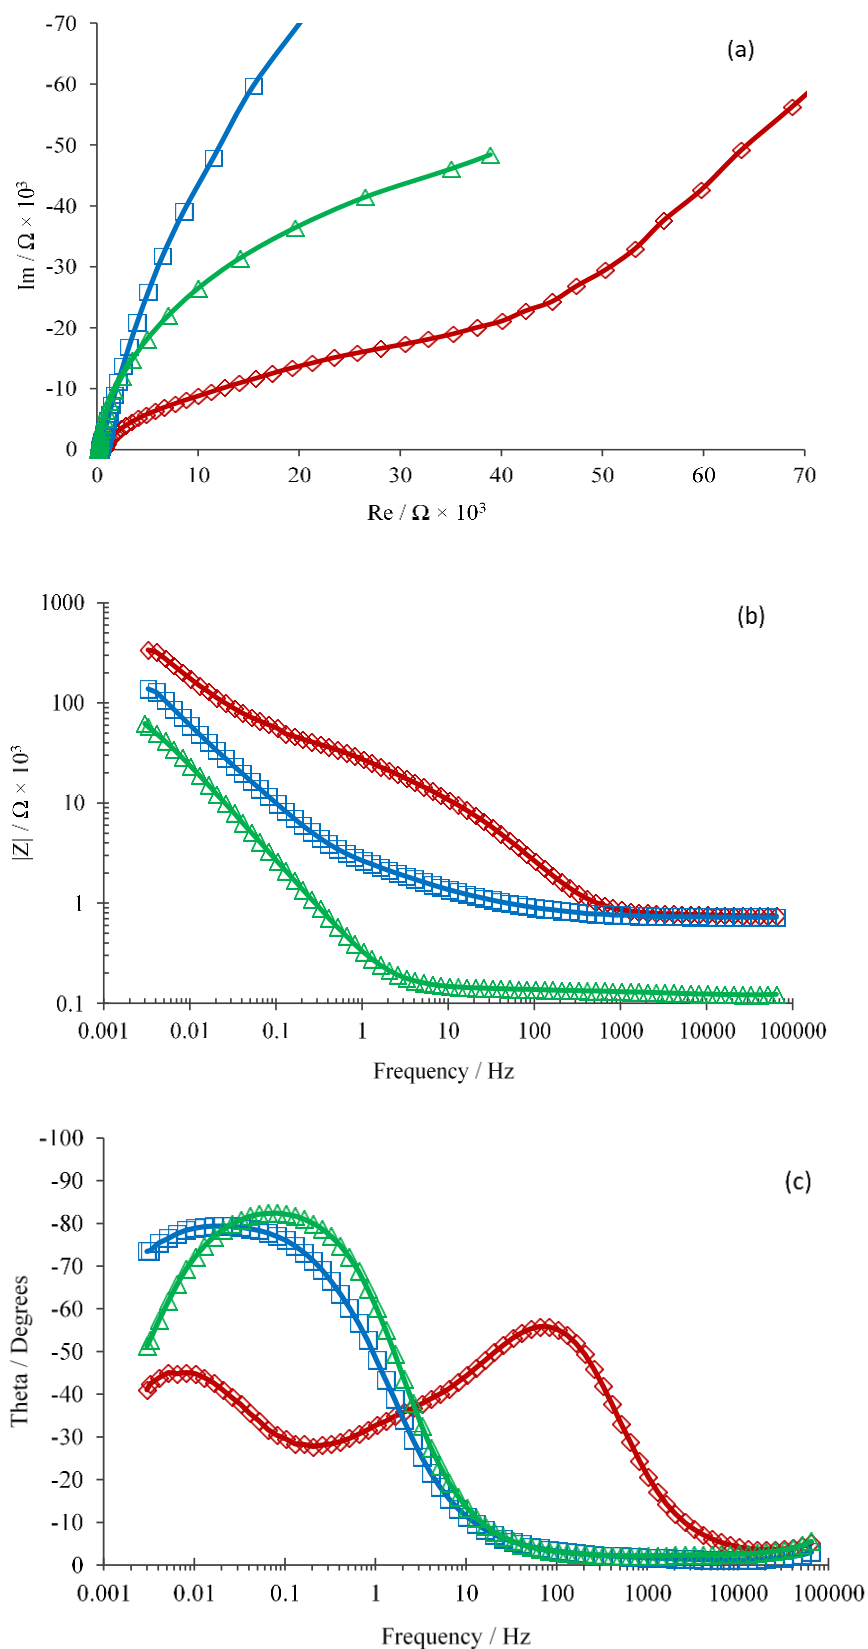 (a)
-70
-60
-50
-40
-30
-20
-10
0
Im / Ω × 10³
0 10 20 30 40 50 60 70
Re / Ω × 10³
(b)
1000
100
10
1
0.1
|Z| / Ω × 10³
0.001 0.01 0.1 1 10 100 1000 10000 100000
Frequency / Hz
(c)
-100
-90
-80
-70
-60
-50
-40
-30
-20
-10
0
Theta / Degrees
0.001 0.01 0.1 1 10 100 1000 10000 100000
Frequency / Hz